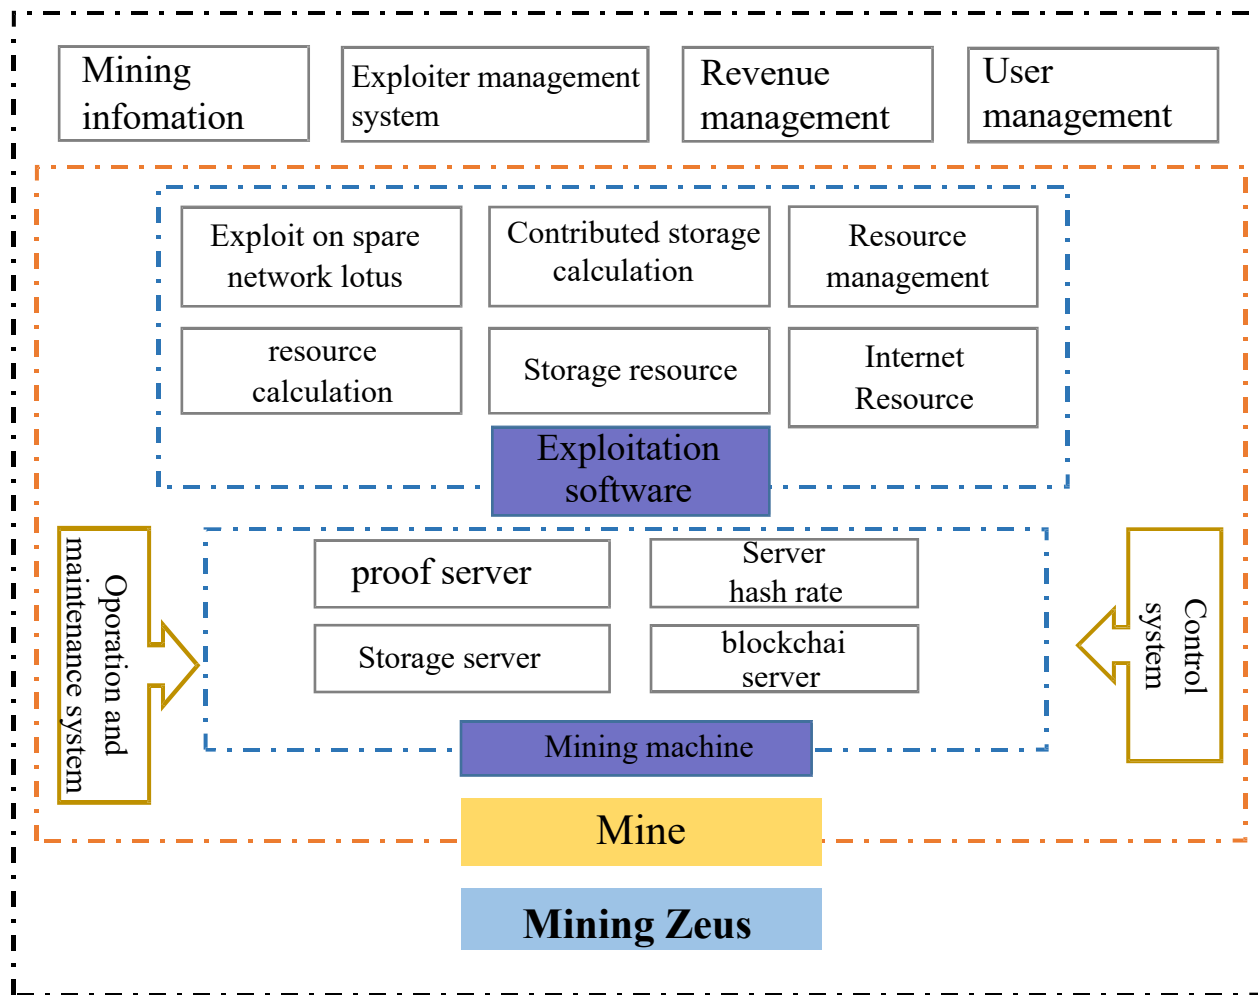 Mining
infomation
Exploiter management
system
Revenue
management
User
management
Exploit on spare
network lotus
Contributed storage
calculation
Resource
management
resource
calculation
Storage resource
Internet
Resource
Exploitation
software
Oporation and
maintenance system
proof server
Server
hash rate
Storage server
blockchai
server
Control
system
Mining machine
Mine
Mining Zeus